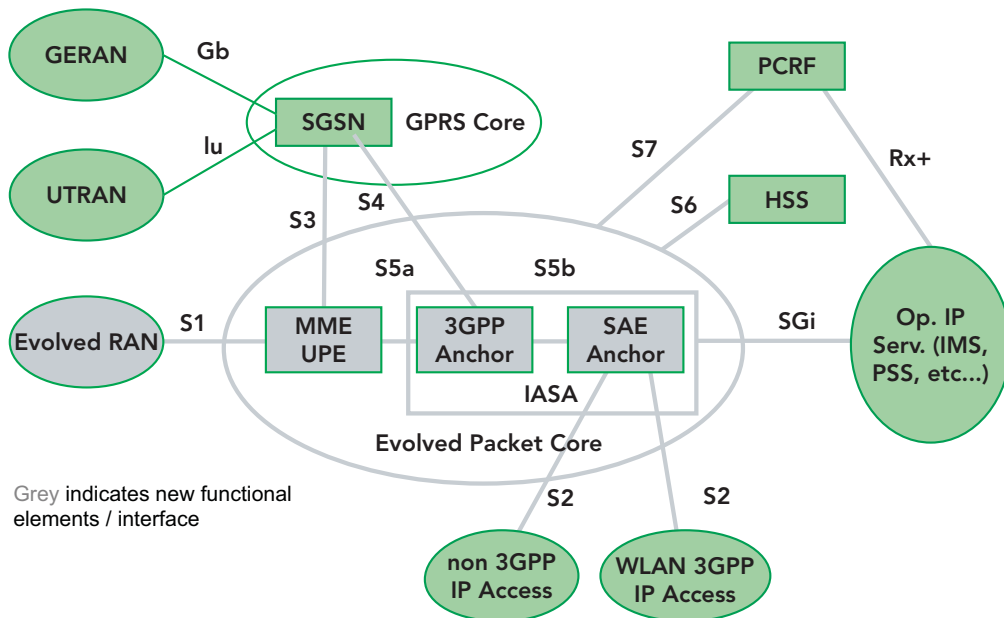 GERAN
Gb
PCRF
SGSN
GPRS Core
lu
S7
Rx+
UTRAN
S3
S4
S6
HSS
S5a
S5b
Evolved RAN
S1
MME
UPE
3GPP
Anchor
SAE
Anchor
SGi
Op. IP
Serv. (IMS,
PSS, etc...)
IASA
Evolved Packet Core
Grey indicates new functional
elements / interface
S2
S2
non 3GPP
IP Access
WLAN 3GPP
IP Access